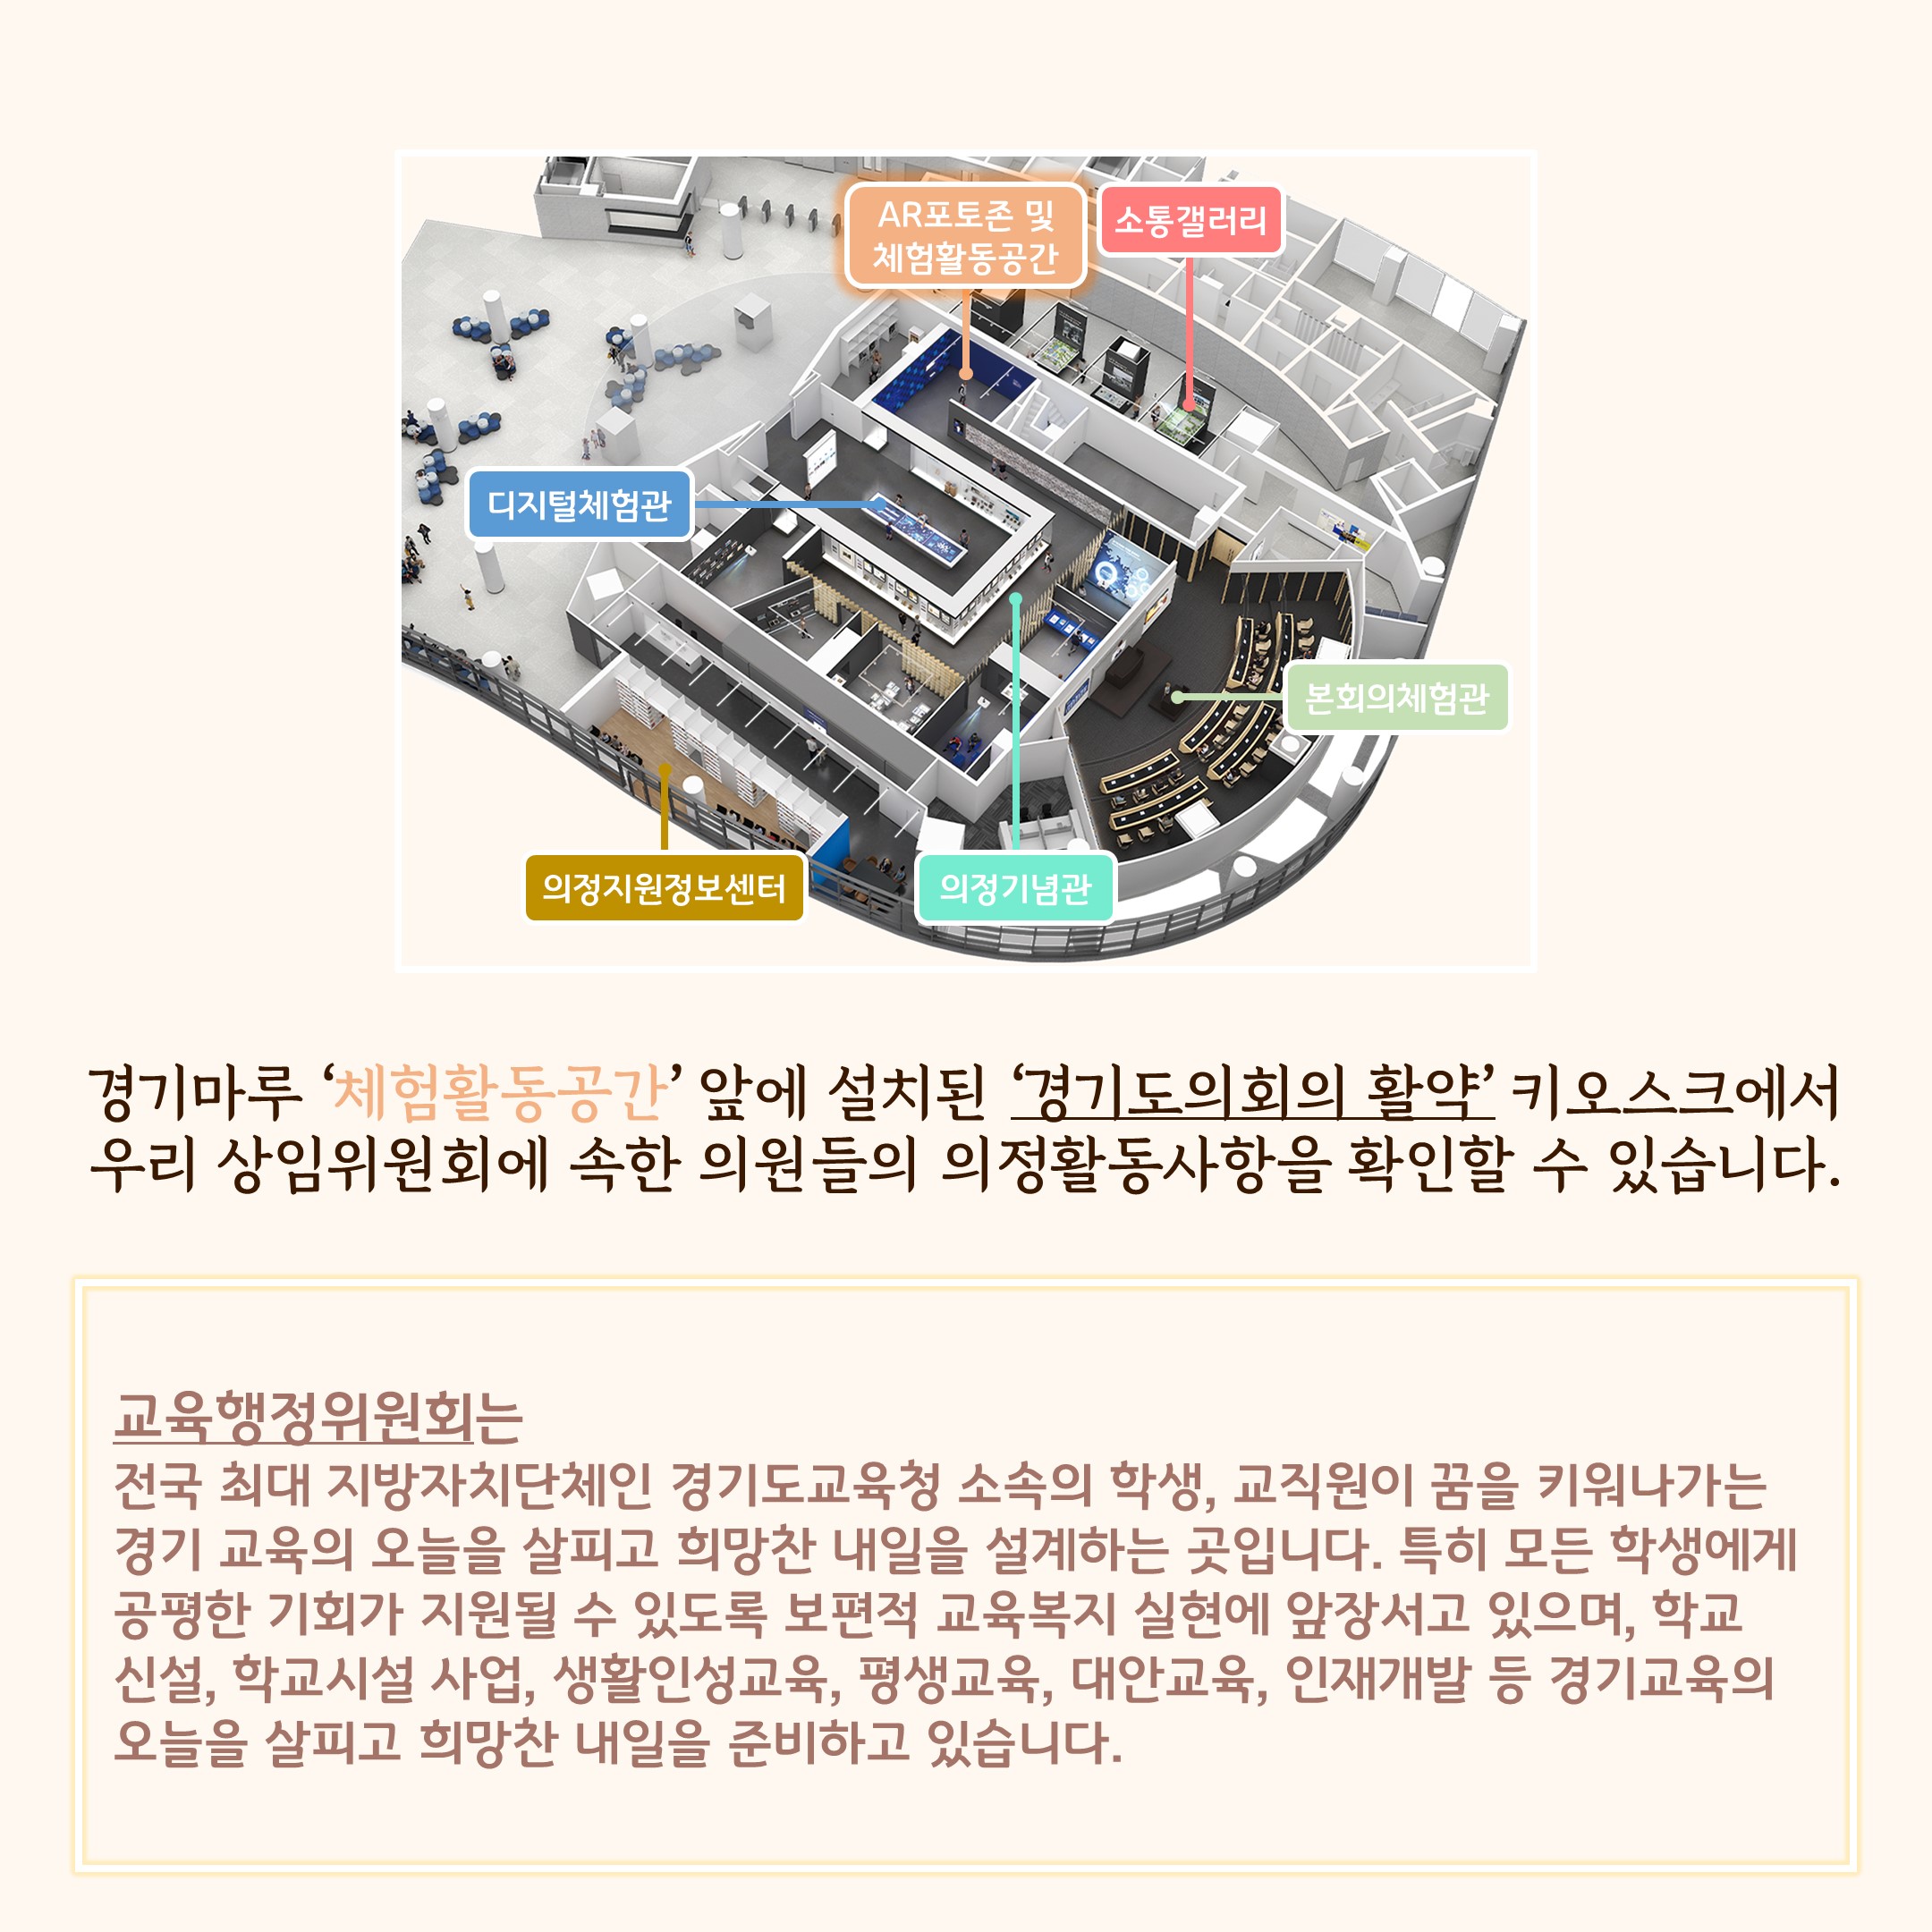 AR포토존 및
체험활동공간
소통갤러리
디지털체험관
본회의체험관
의정지원정보센터
의정기념관
경기마루 ‘체험활동공간’ 앞에 설치된 ‘경기도의회의 활약’ 키오스크에서
우리 상임위원회에 속한 의원들의 의정활동사항을 확인할 수 있습니다.
교육행정위원회는
전국 최대 지방자치단체인 경기도교육청 소속의 학생, 교직원이 꿈을 키워나가는
경기 교육의 오늘을 살피고 희망찬 내일을 설계하는 곳입니다. 특히 모든 학생에게
공평한 기회가 지원될 수 있도록 보편적 교육복지 실현에 앞장서고 있으며, 학교
신설, 학교시설 사업, 생활인성교육, 평생교육, 대안교육, 인재개발 등 경기교육의
오늘을 살피고 희망찬 내일을 준비하고 있습니다.